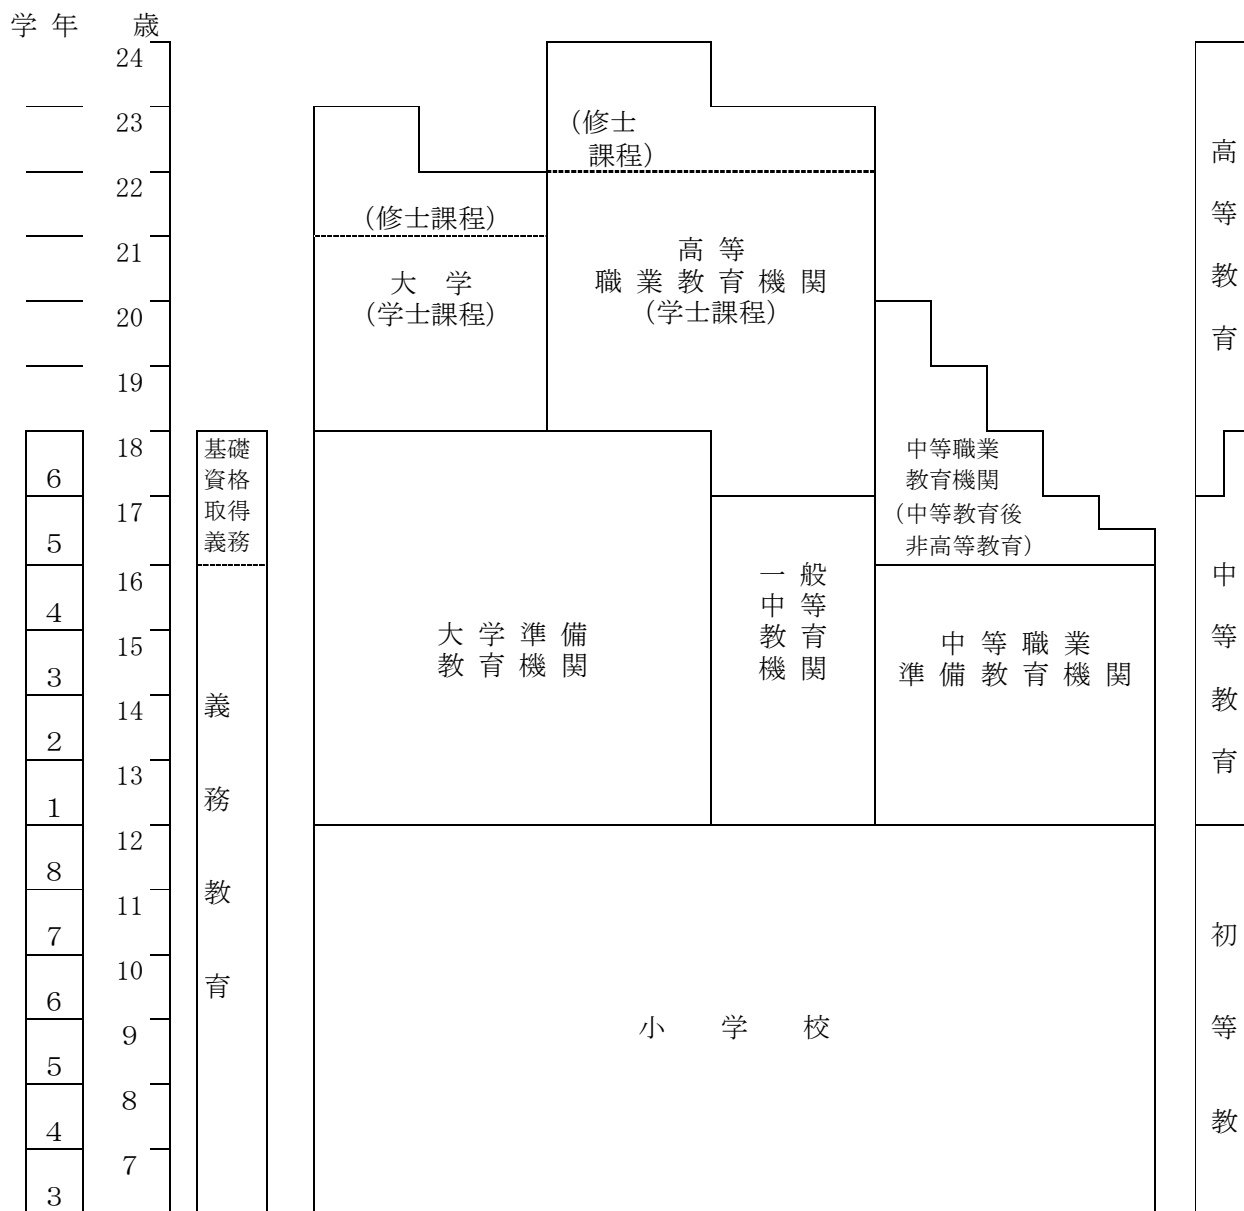 学年 歳
24
23
22
21
20
19
18
17
16
15
14
13
12
11
10
9
8
7
6
5
4
3
2
1
8
7
6
5
4
3
基礎
資格
取得
義務
義務教育
(修士課程)
大学
(学士課程)
(修士
課程)
高等
職業教育機関
(学士課程)
中等職業
教育機関
(中等教育後
非高等教育)
大学準備
教育機関
一般
中等
教育
機関
中等職業
準備教育機関
小学校
高等教育
中等教育
初等教